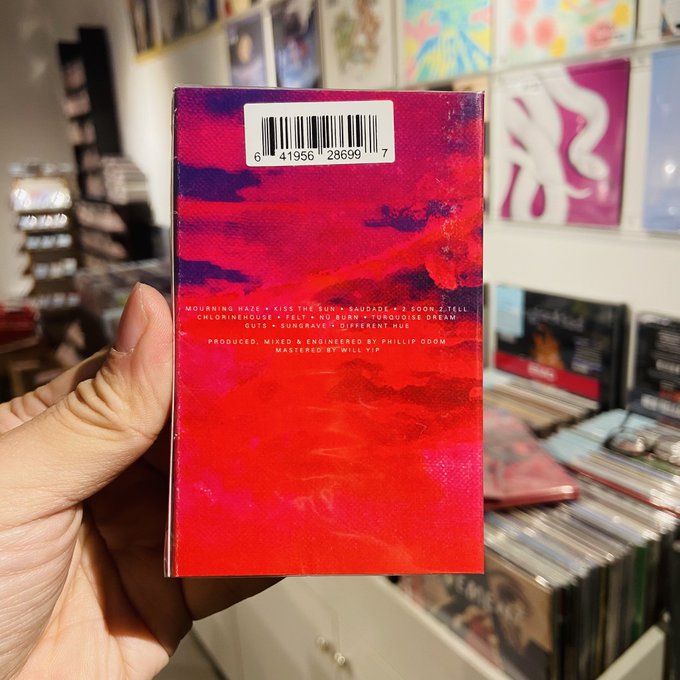 6 41956 28699 7
MOURNING HAZE • KISS THE SUN • SAUDADE • 2 SOON 2 TELL
CHLORINEHOUSE • FELT • NÜ BURN • TURQUOISE DREAM
GUTS • SUNGRAVE • DIFFERENT HUE
PRODUCED, MIXED & ENGINEERED BY PHILLIP ODOM
MASTERED BY WILL YIP